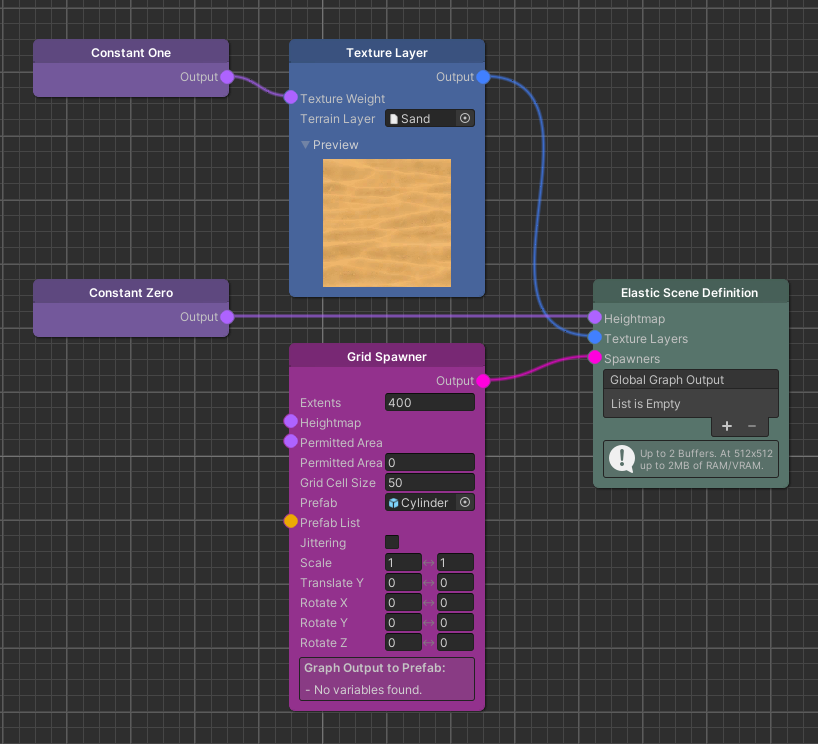 Constant One
Output
Texture Layer
Output
Texture Weight
Terrain Layer Sand
Preview
Constant Zero
Output
Grid Spawner
Output
Extents 400
Heightmap
Permitted Area
Permitted Area 0
Grid Cell Size 50
Prefab Cylinder
Prefab List
Jittering
Scale 1 ↔ 1
Translate Y 0 ↔ 0
Rotate X 0 ↔ 0
Rotate Y 0 ↔ 0
Rotate Z 0 ↔ 0
Graph Output to Prefab:
- No variables found.
Elastic Scene Definition
Heightmap
Texture Layers
Spawners
Global Graph Output
List is Empty
+ −
Up to 2 Buffers. At 512x512
up to 2MB of RAM/VRAM.